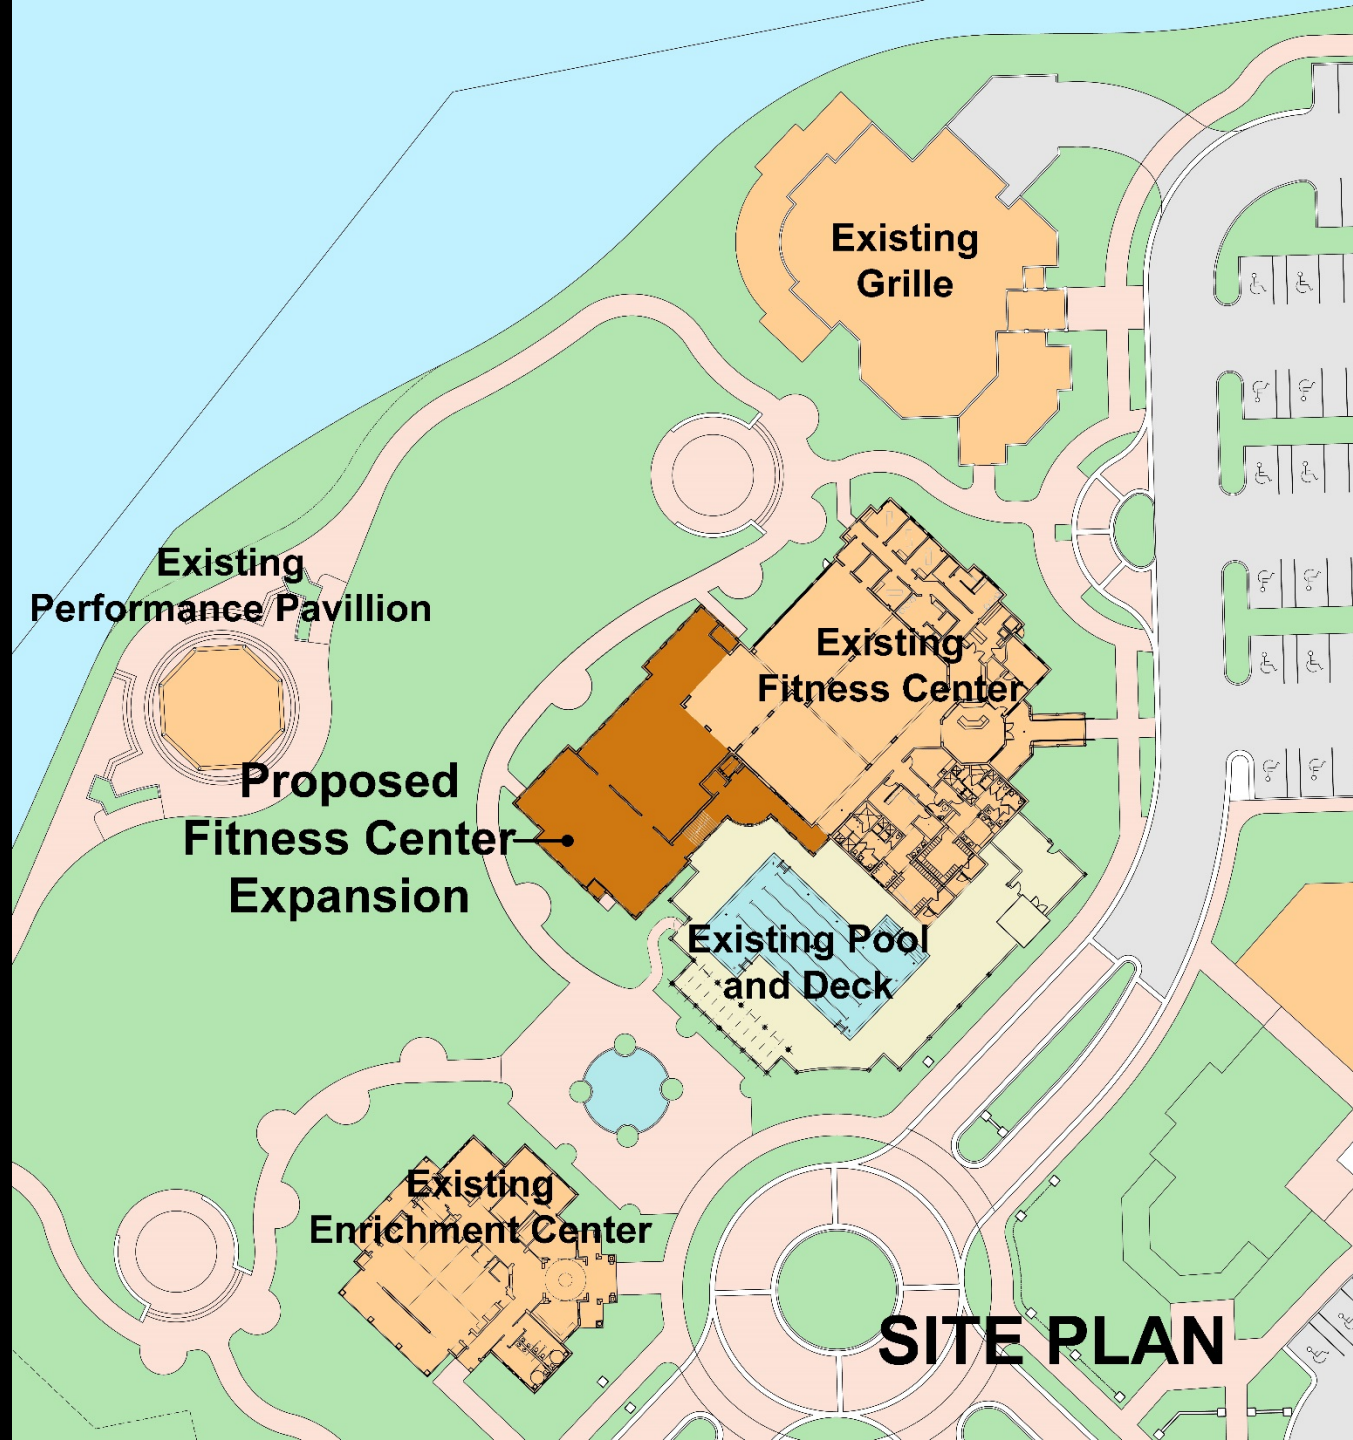 Existing
Grille
Existing
Performance Pavillion
Existing
Fitness Center
Proposed
Fitness Center
Expansion
Existing Pool
and Deck
Existing
Enrichment Center
SITE PLAN